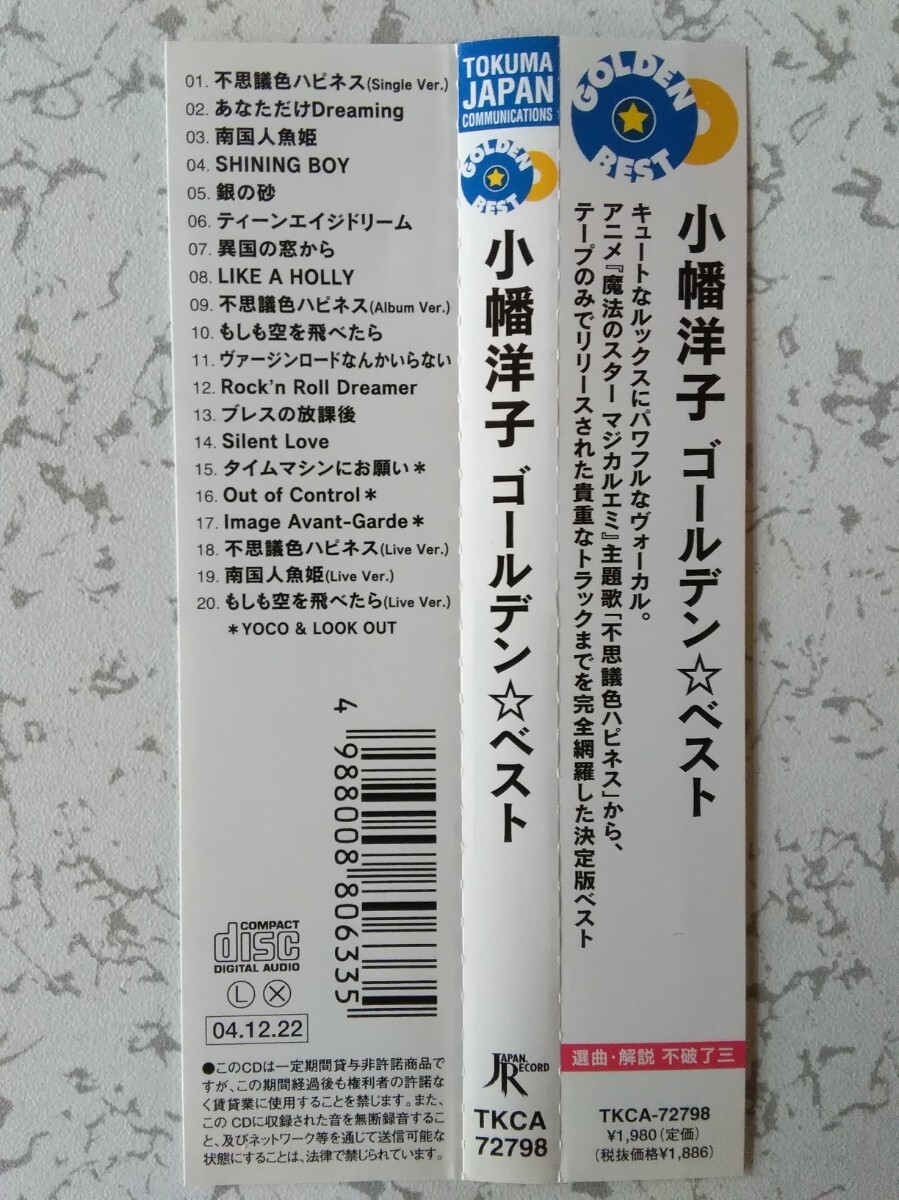 01. 不思議色ハピネス(Single Ver.)
02. あなただけDreaming
03. 南国人魚姫
04. SHINING BOY
05. 銀の砂
06. ティーンエイジドリーム
07. 異国の窓から
08. LIKE A HOLLY
09. 不思議色ハピネス(Album Ver.)
10. もしも空を飛べたら
11. ヴァージンロードなんかいらない
12. Rock'n Roll Dreamer
13. ブレスの放課後
14. Silent Love
15. タイムマシンにお願い＊
16. Out of Control＊
17. Image Avant-Garde＊
18. 不思議色ハピネス(Live Ver.)
19. 南国人魚姫(Live Ver.)
20. もしも空を飛べたら(Live Ver.)
＊YOCO & LOOK OUT
4 988008 806335
COMPACT
disc
DIGITAL AUDIO
L X
04.12.22
●このCDは一定期間貸与非許諾商品で
すが、この期間経過後も権利者の許諾な
く賃貸業に使用することを禁じます。また、
この CDに収録された音を無断録音するこ
と、及びネットワーク等を通じて送信可能な
状態にすることは、法律で禁じられています。
TOKUMA
JAPAN
COMMUNICATIONS
GOLDEN
BEST
小幡洋子 ゴールデン☆ベスト
JAPAN.
RECORD
TKCA
72798
GOLDEN
BEST
小幡洋子 ゴールデン☆ベスト
キュートなルックスにパワフルなヴォーカル。
アニメ『魔法のスター マジカルエミ』主題歌「不思議色ハピネス」から、
テープのみでリリースされた貴重なトラックまでを完全網羅した決定版ベスト
選曲・解説 不破了三
TKCA-72798
¥1,980(定価)
(税抜価格¥1,886)